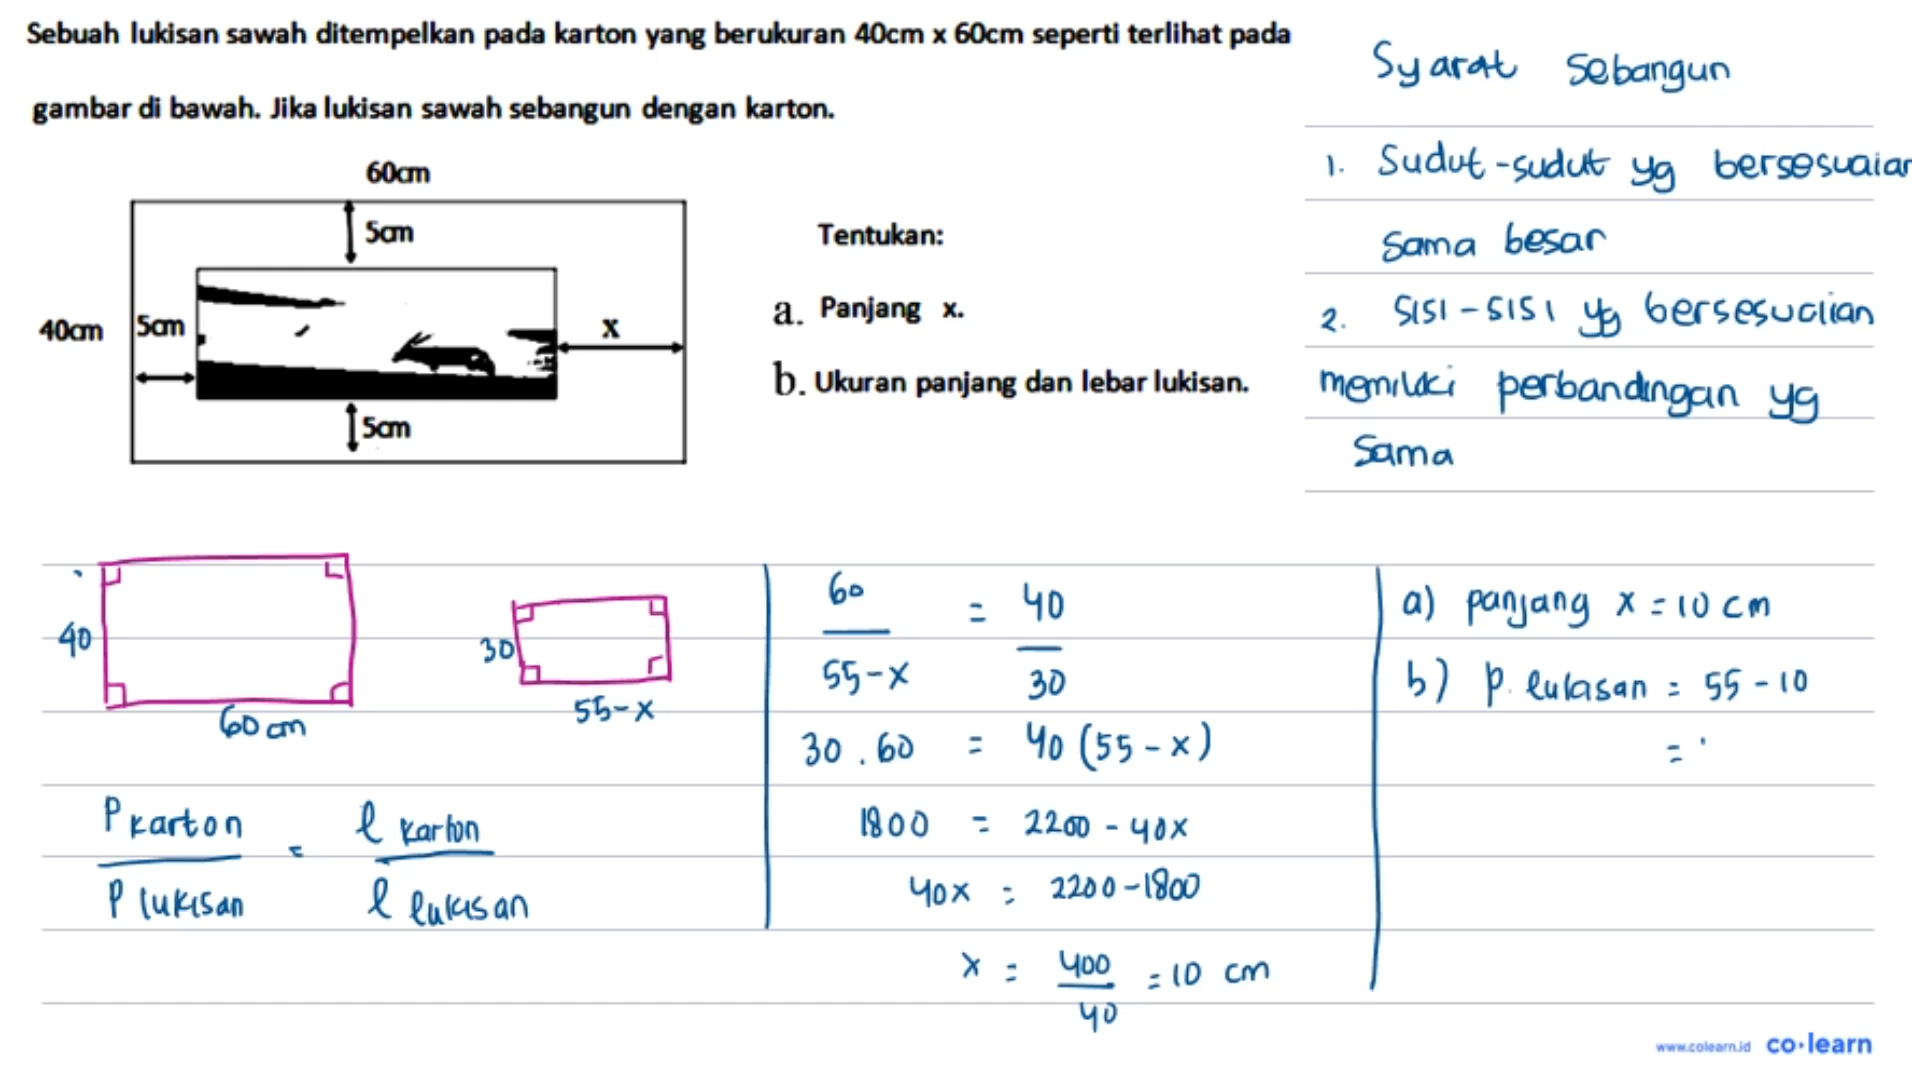 Sebuah lukisan sawah ditempelkan pada karton yang berukuran 40cm x 60cm seperti terlihat pada
gambar di bawah. Jika lukisan sawah sebangun dengan karton.
60cm
5cm
40cm
5cm
x
5cm
Tentukan:
a. Panjang x.
b. Ukuran panjang dan lebar lukisan.
Syarat Sebangun
1. Sudut-sudut yg bersesuaian
sama besar
2. sisi-sisi yg bersesuaian
memiliki perbandingan yg
sama
40
60 cm
30
55-x
P karton = l karton
P lukisan l lukisan
60 = 40
55-x 30
30 . 60 = 40 (55-x)
1800 = 2200 - 40x
40x = 2200-1800
x = 400 = 10 cm
40
a) panjang x = 10 cm
b) p. lukisan = 55 - 10
=
www.colearn.id co•learn